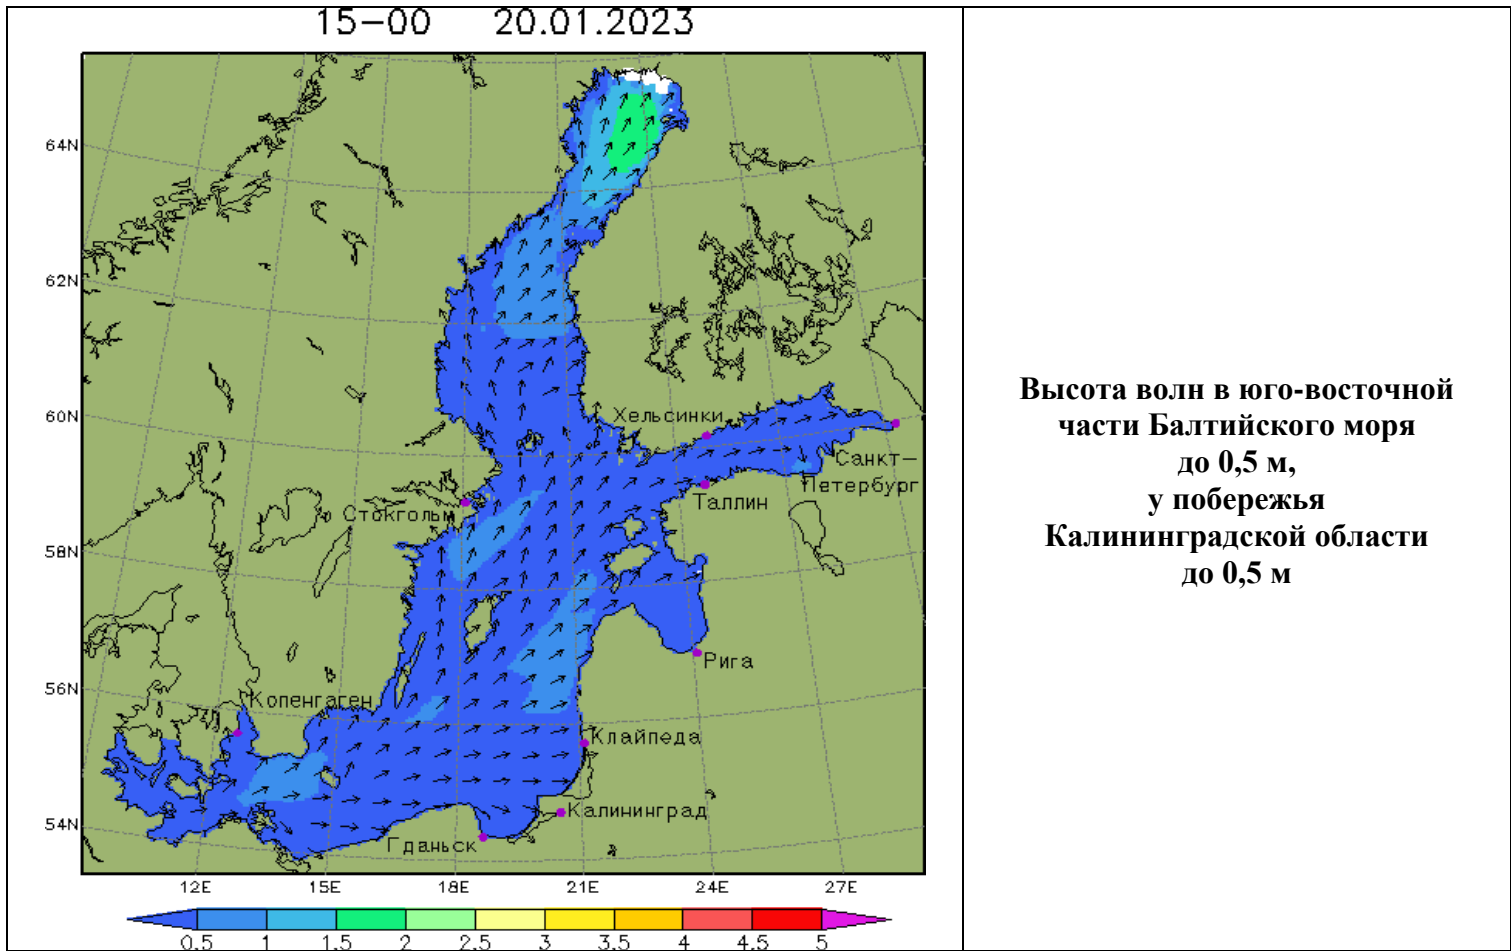 15-00 20.01.2023
64N
62N
60N
58N
56N
54N
Хельсинки
Санкт-
Петербург
Таллин
Стокгольм
Рига
Копенгаген
Клайпеда
Калининград
Гданьск
12E 15E 18E 21E 24E 27E
0.5 1 1.5 2 2.5 3 3.5 4 4.5 5
Высота волн в юго-восточной
части Балтийского моря
до 0,5 м,
у побережья
Калининградской области
до 0,5 м